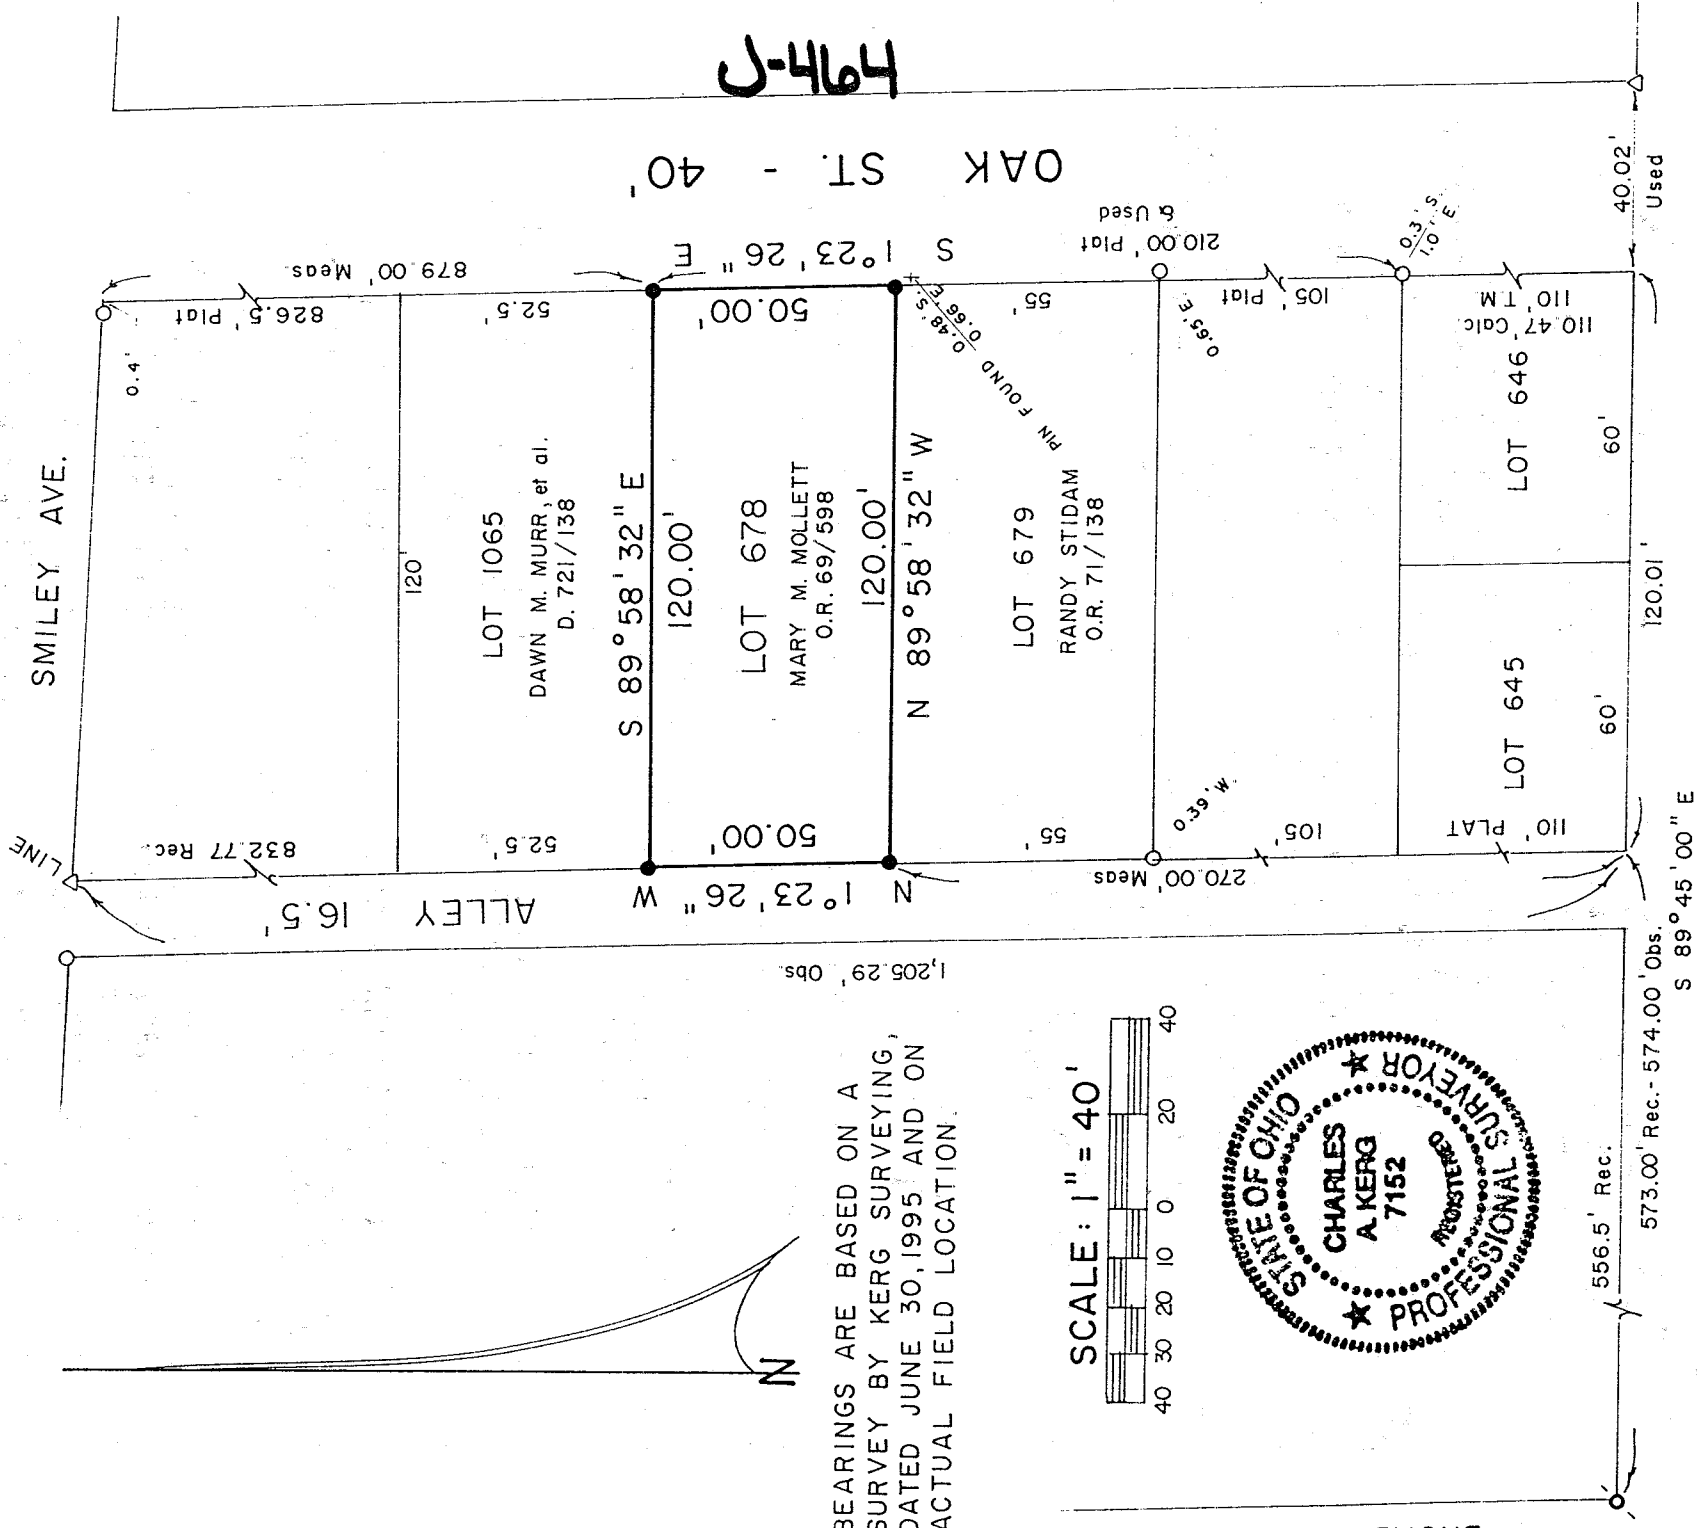 J-464
OAK ST. - 40'
40.02'
Used
SMILEY AVE.
879.00' Meas.
S 1°23'26" E
210.00' Plat
& Used
0.3' S.
1.0' E
826.5' Plat
52.5'
50.00'
55'
105' Plat
110' T.M.
110.47' Calc.
0.4'
0.48' S.
0.66' E
PIN FOUND
0.65' E
120'
LOT 1065
DAWN M. MURR, et al.
D. 721/138
S 89°58'32" E
120.00'
LOT 678
MARY M. MOLLETT
O.R. 69/598
120.00'
N 89°58'32" W
LOT 679
RANDY STIDAM
O.R. 71/138
LOT 646
60'
LOT 645
60'
120.01'
0.39' W.
LINE
832.77 Rec.
52.5'
50.00'
55'
105'
110' PLAT
ALLEY 16.5'
N 1°23'26" W
270.00' Meas
1,205.29' Obs.
573.00' Rec. - 574.00' Obs.
S 89°45'00" E
556.5' Rec.
N
BEARINGS ARE BASED ON A
SURVEY BY KERG SURVEYING,
DATED JUNE 30, 1995 AND ON
ACTUAL FIELD LOCATION.
SCALE: 1" = 40'
40 30 20 10 0 20 40
STATE OF OHIO
CHARLES
A. KERG
7152
REGISTERED
★ PROFESSIONAL SURVEYOR ★